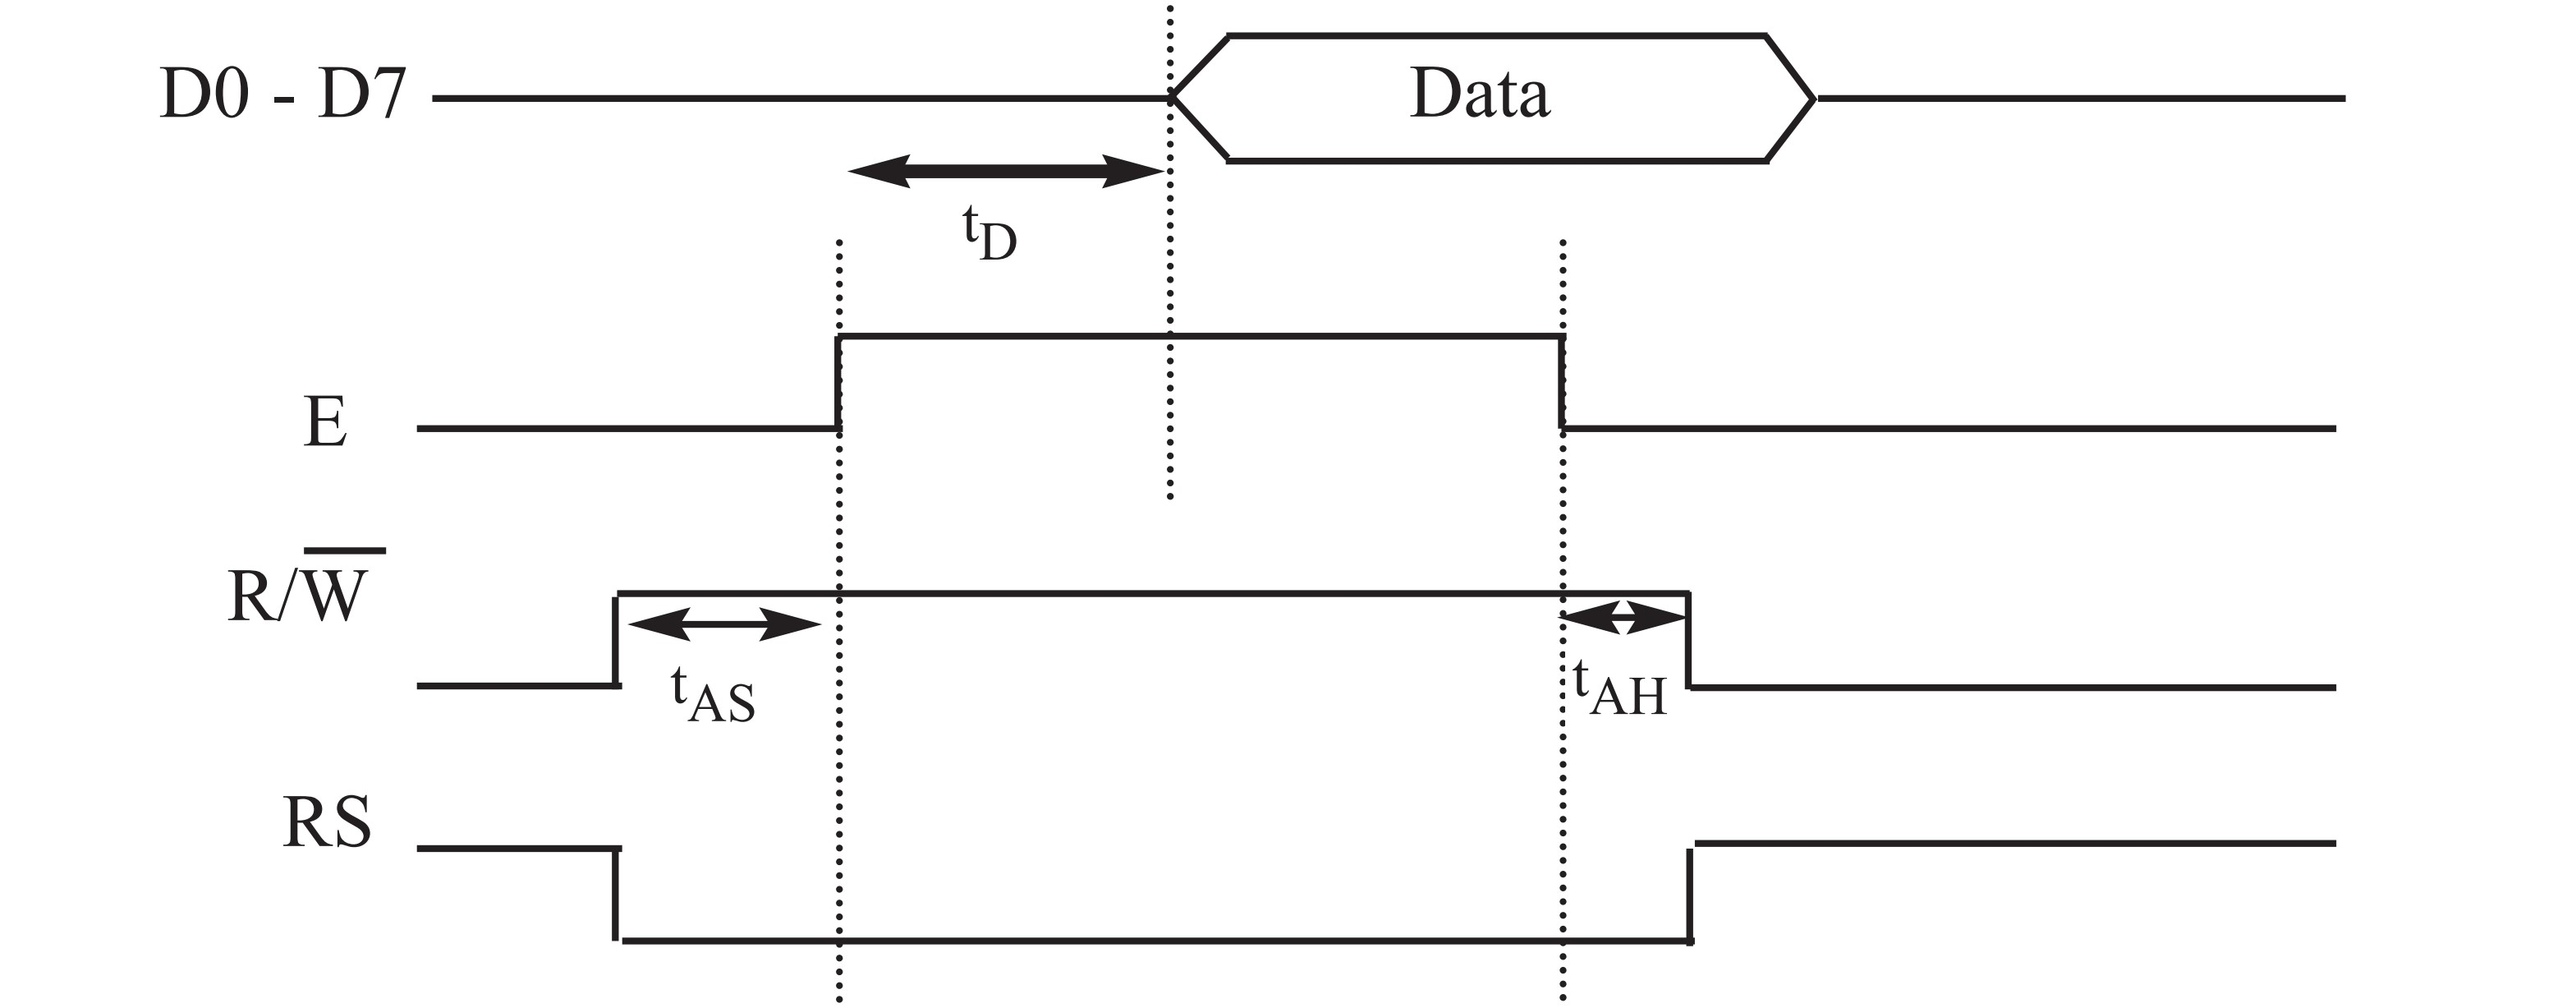 D0 - D7
Data
tD
E
R/W̅
tAS
tAH
RS